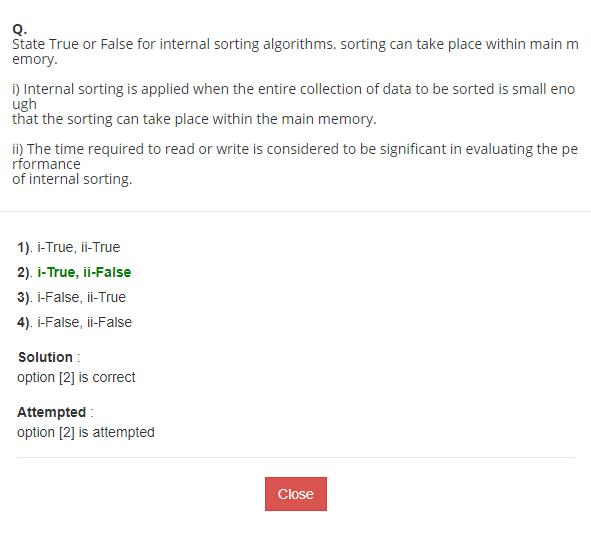 Q.
State True or False for internal sorting algorithms. sorting can take place within main m
emory.
i) Internal sorting is applied when the entire collection of data to be sorted is small eno
ugh
that the sorting can take place within the main memory.
ii) The time required to read or write is considered to be significant in evaluating the pe
rformance
of internal sorting.
1). i-True, ii-True
2). i-True, ii-False
3). i-False, ii-True
4). i-False, ii-False
Solution :
option [2] is correct
Attempted :
option [2] is attempted
Close